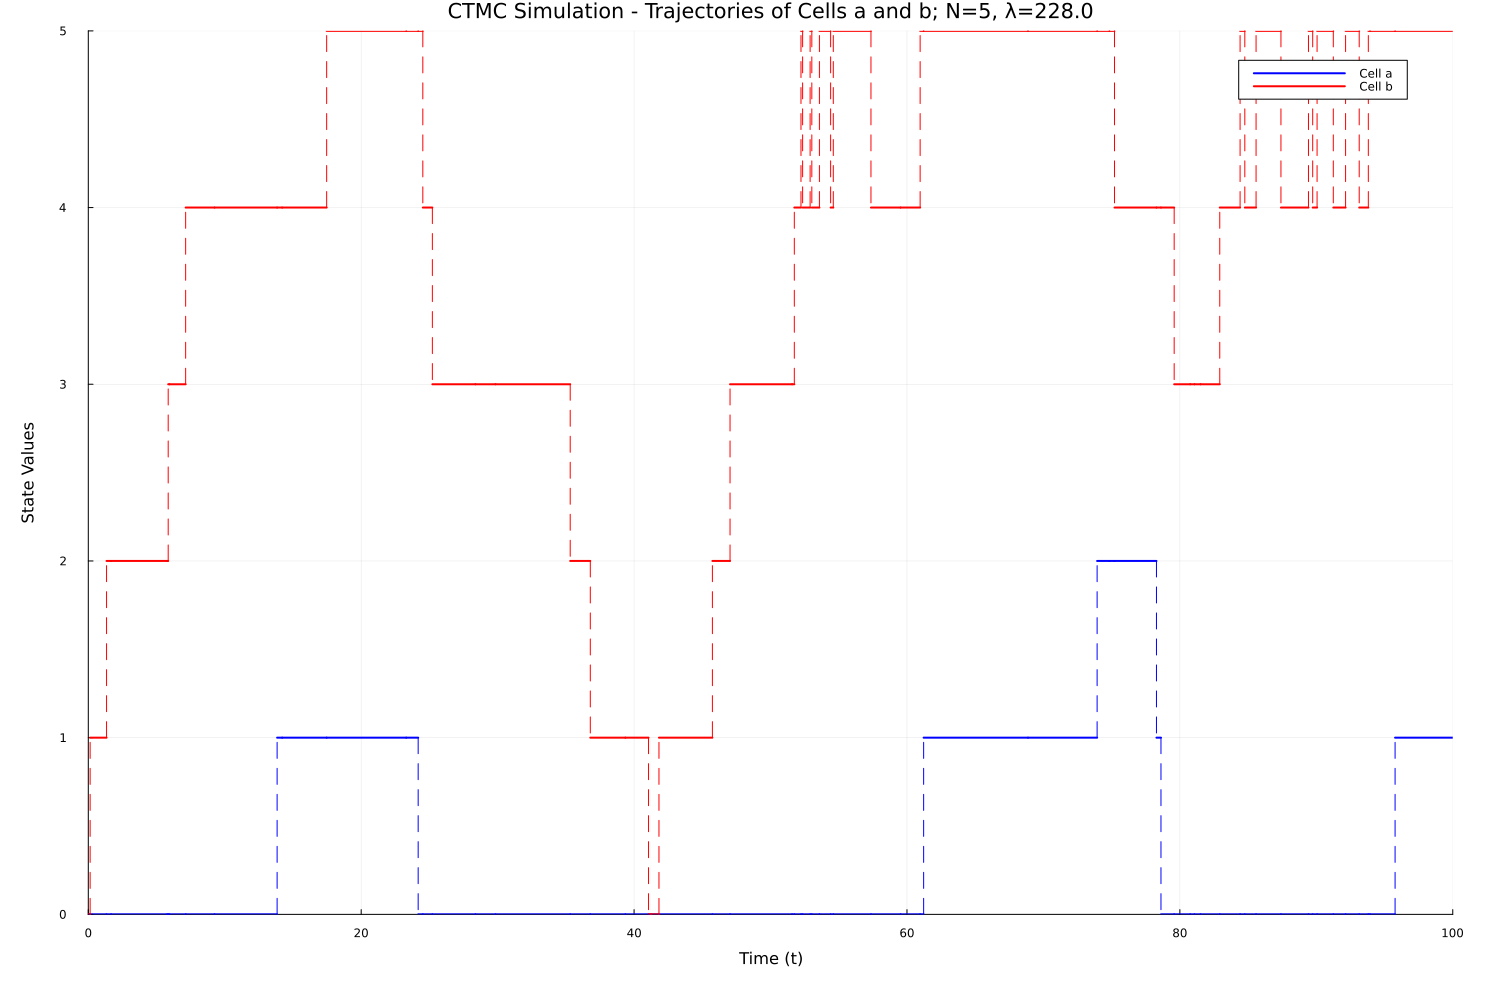 CTMC Simulation - Trajectories of Cells a and b; N=5, λ=228.0
5
Cell a
Cell b
4
3
State Values
2
1
0
0 20 40 60 80 100
Time (t)